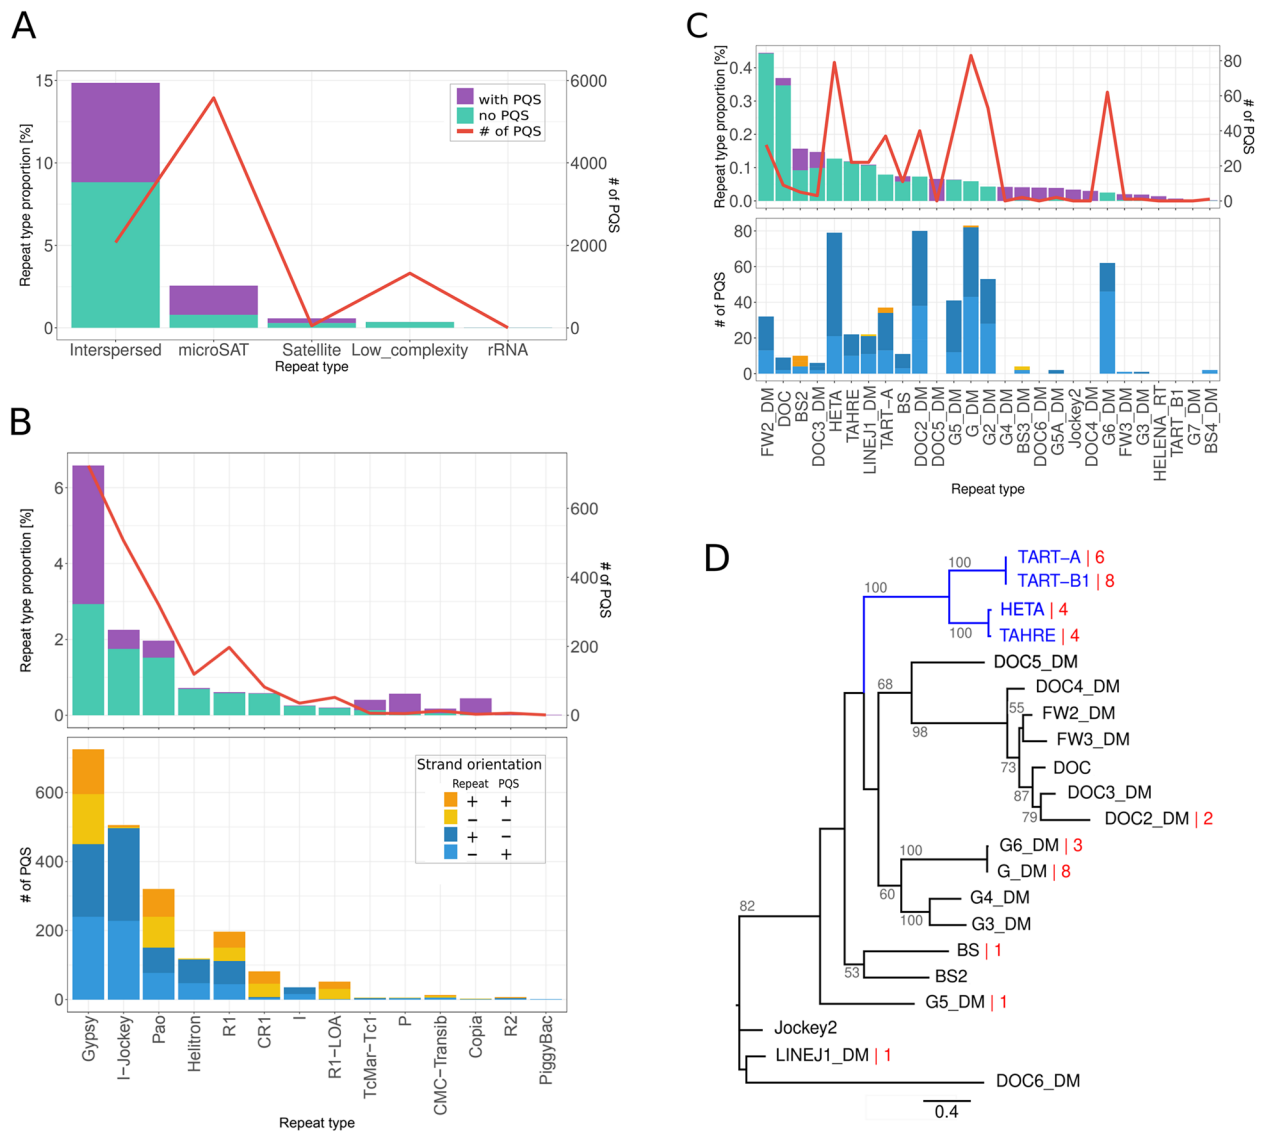 A
Repeat type proportion [%]
15
10
5
0
with PQS
no PQS
# of PQS
6000
4000
2000
0
# of PQS
Interspersed
microSAT
Satellite
Low_complexity
rRNA
Repeat type
B
Repeat type proportion [%]
6
4
2
0
600
400
200
0
# of PQS
# of PQS
600
400
200
0
Strand orientation
Repeat PQS
+ +
− −
+ −
− +
Gypsy
I−Jockey
Pao
Helitron
R1
CR1
I
R1−LOA
TcMar−Tc1
P
CMC−Transib
Copia
R2
PiggyBac
Repeat type
C
Repeat type proportion [%]
0.4
0.3
0.2
0.1
0.0
80
60
40
20
0
# of PQS
# of PQS
80
60
40
20
0
FW2_DM
DOC
BS2
DOC3_DM
HETA
TAHRE
LINEJ1_DM
TART−A
BS
DOC2_DM
DOC5_DM
G5_DM
G_DM
G2_DM
G4_DM
BS3_DM
DOC6_DM
G5A_DM
Jockey2
DOC4_DM
G6_DM
FW3_DM
G3_DM
HELENA_RT
TART_B1
G7_DM
BS4_DM
Repeat type
D
100
100
TART−A | 6
TART−B1 | 8
HETA | 4
100
TAHRE | 4
DOC5_DM
68
DOC4_DM
55
FW2_DM
98
FW3_DM
73
DOC
87
DOC3_DM
79
DOC2_DM | 2
100
G6_DM | 3
G_DM | 8
60
G4_DM
100
G3_DM
82
BS | 1
53
BS2
G5_DM | 1
Jockey2
LINEJ1_DM | 1
DOC6_DM
0.4